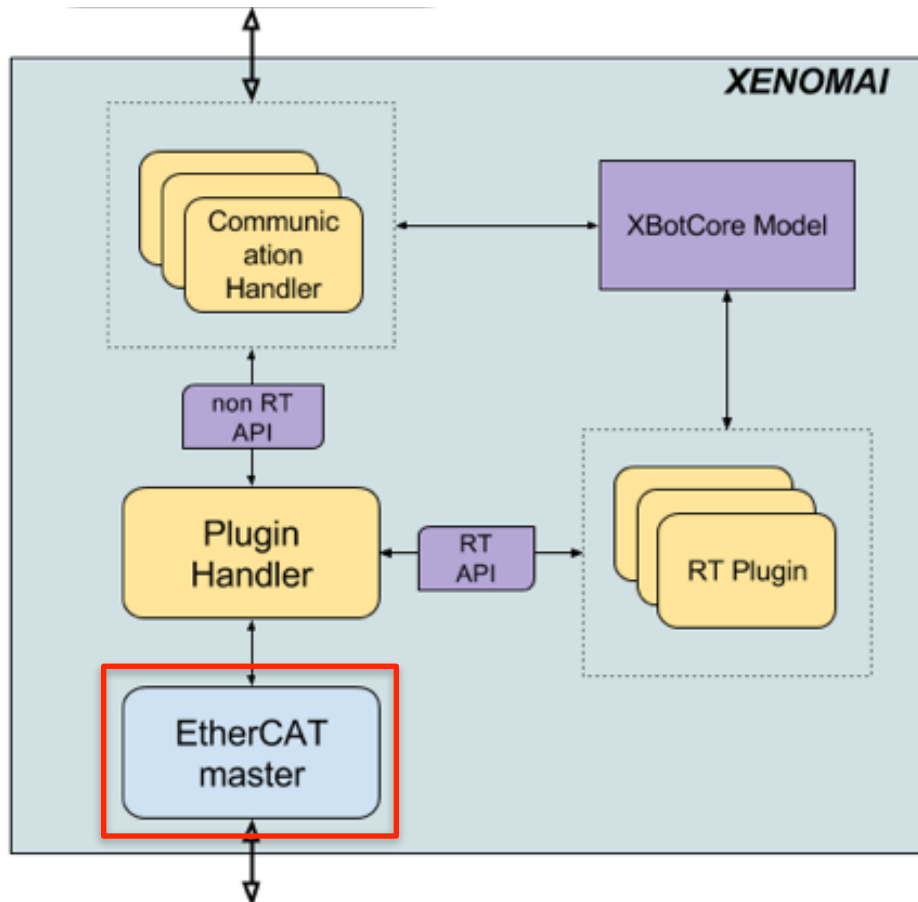 XENOMAI
Communic
ation
Handler
XBotCore Model
non RT
API
Plugin
Handler
RT
API
RT Plugin
EtherCAT
master